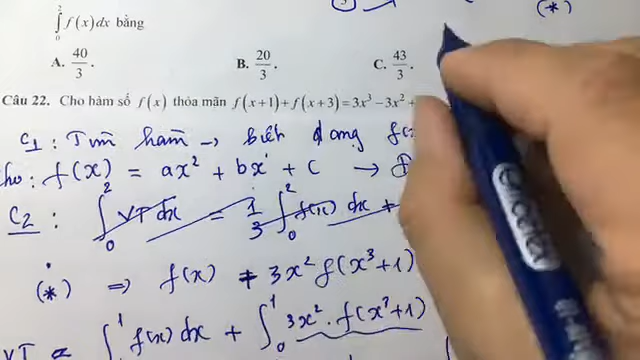 (*)
∫₀² f(x)dx bằng
A. 40/3. B. 20/3. C. 43/3.
Câu 22. Cho hàm số f(x) thỏa mãn f(x+1)+f(x+3)=3x³−3x²+
C₁: Tìm hàm → biết dạng f(x
ho: f(x) = ax² + bx + c →
C₂: ∫₀² VT dx = 1/3 ∫₀² f(x) dx +
(*) ⇒ f(x) + 3x² f(x³+1)
VT = ∫₀¹ f(x) dx + ∫₀¹ 3x². f(x³+1)